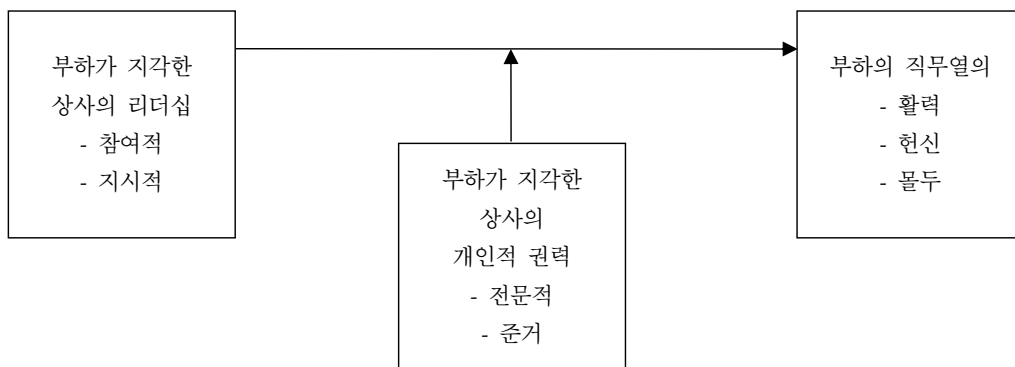 부하가 지각한
상사의 리더십
- 참여적
- 지시적
부하가 지각한
상사의
개인적 권력
- 전문적
- 준거
부하의 직무열의
- 활력
- 헌신
- 몰두